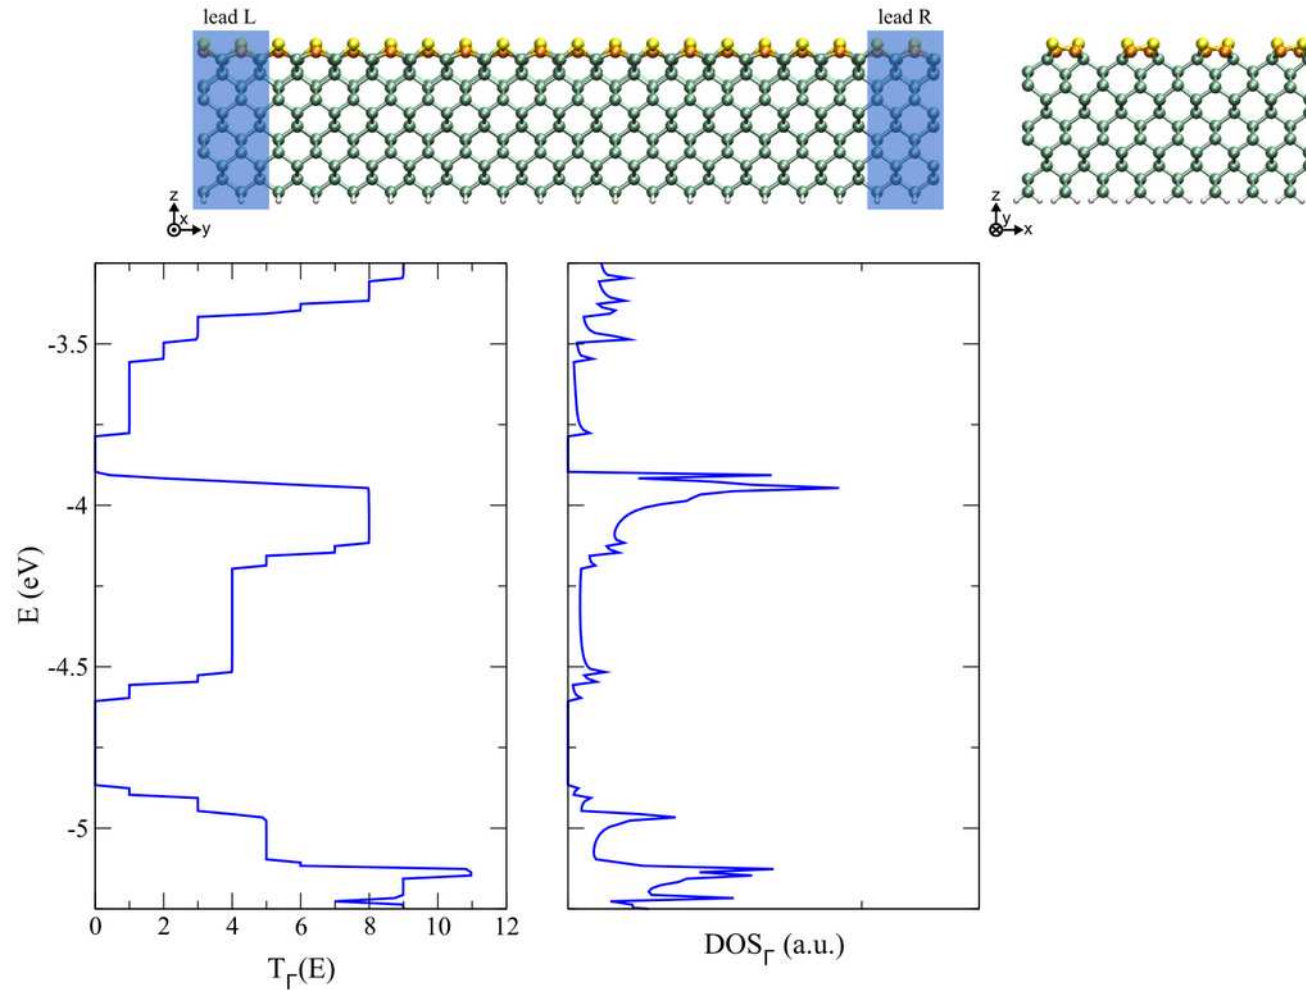 lead L
lead R
z
x
y
z
y
x
-3.5
-4
-4.5
-5
E (eV)
0
2
4
6
8
10
12
T_Γ(E)
DOS_Γ (a.u.)